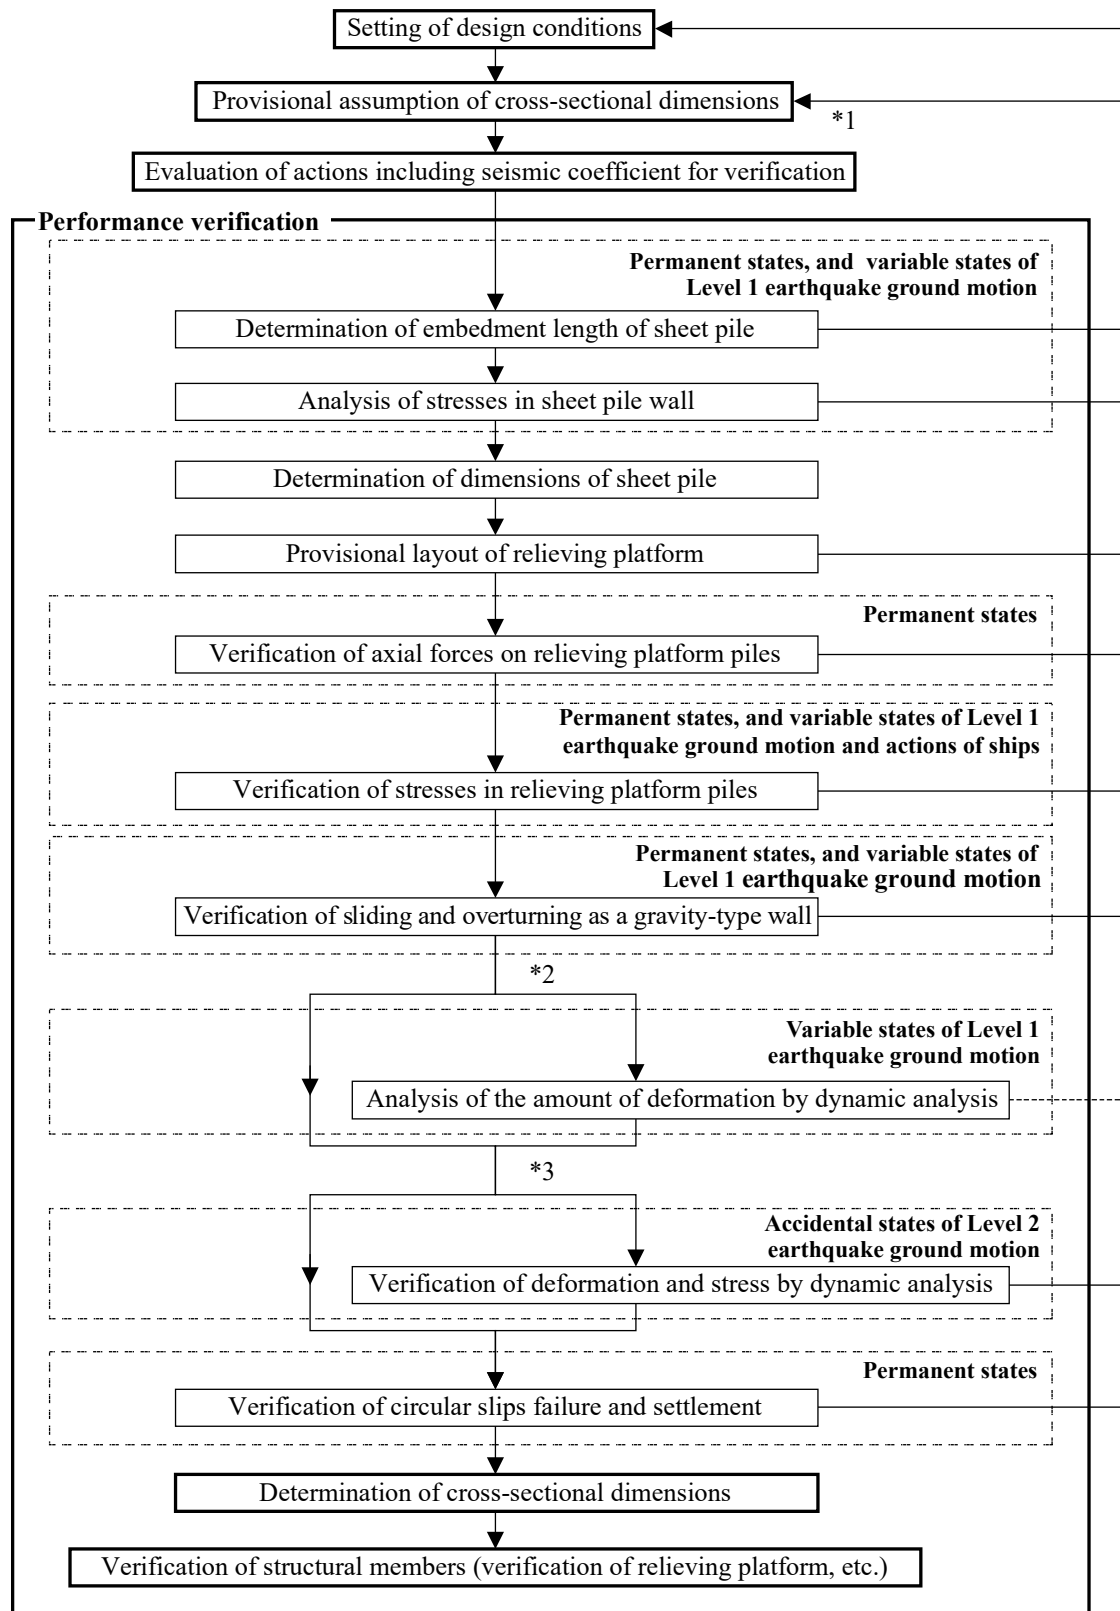 Setting of design conditions
Provisional assumption of cross-sectional dimensions
*1
Evaluation of actions including seismic coefficient for verification
Performance verification
Permanent states, and variable states of
Level 1 earthquake ground motion
Determination of embedment length of sheet pile
Analysis of stresses in sheet pile wall
Determination of dimensions of sheet pile
Provisional layout of relieving platform
Permanent states
Verification of axial forces on relieving platform piles
Permanent states, and variable states of Level 1
earthquake ground motion and actions of ships
Verification of stresses in relieving platform piles
Permanent states, and variable states of
Level 1 earthquake ground motion
Verification of sliding and overturning as a gravity-type wall
*2
Variable states of Level 1
earthquake ground motion
Analysis of the amount of deformation by dynamic analysis
*3
Accidental states of Level 2
earthquake ground motion
Verification of deformation and stress by dynamic analysis
Permanent states
Verification of circular slips failure and settlement
Determination of cross-sectional dimensions
Verification of structural members (verification of relieving platform, etc.)